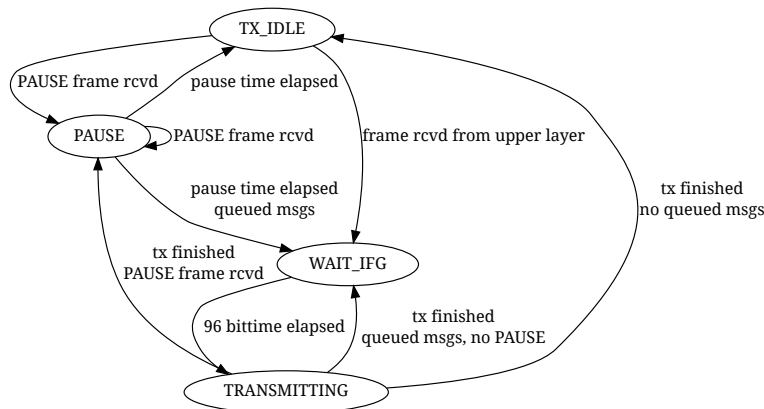 TX_IDLE
PAUSE frame rcvd
pause time elapsed
PAUSE
PAUSE frame rcvd
frame rcvd from upper layer
pause time elapsed
queued msgs
tx finished
no queued msgs
tx finished
PAUSE frame rcvd
WAIT_IFG
96 bittime elapsed
tx finished
queued msgs, no PAUSE
TRANSMITTING